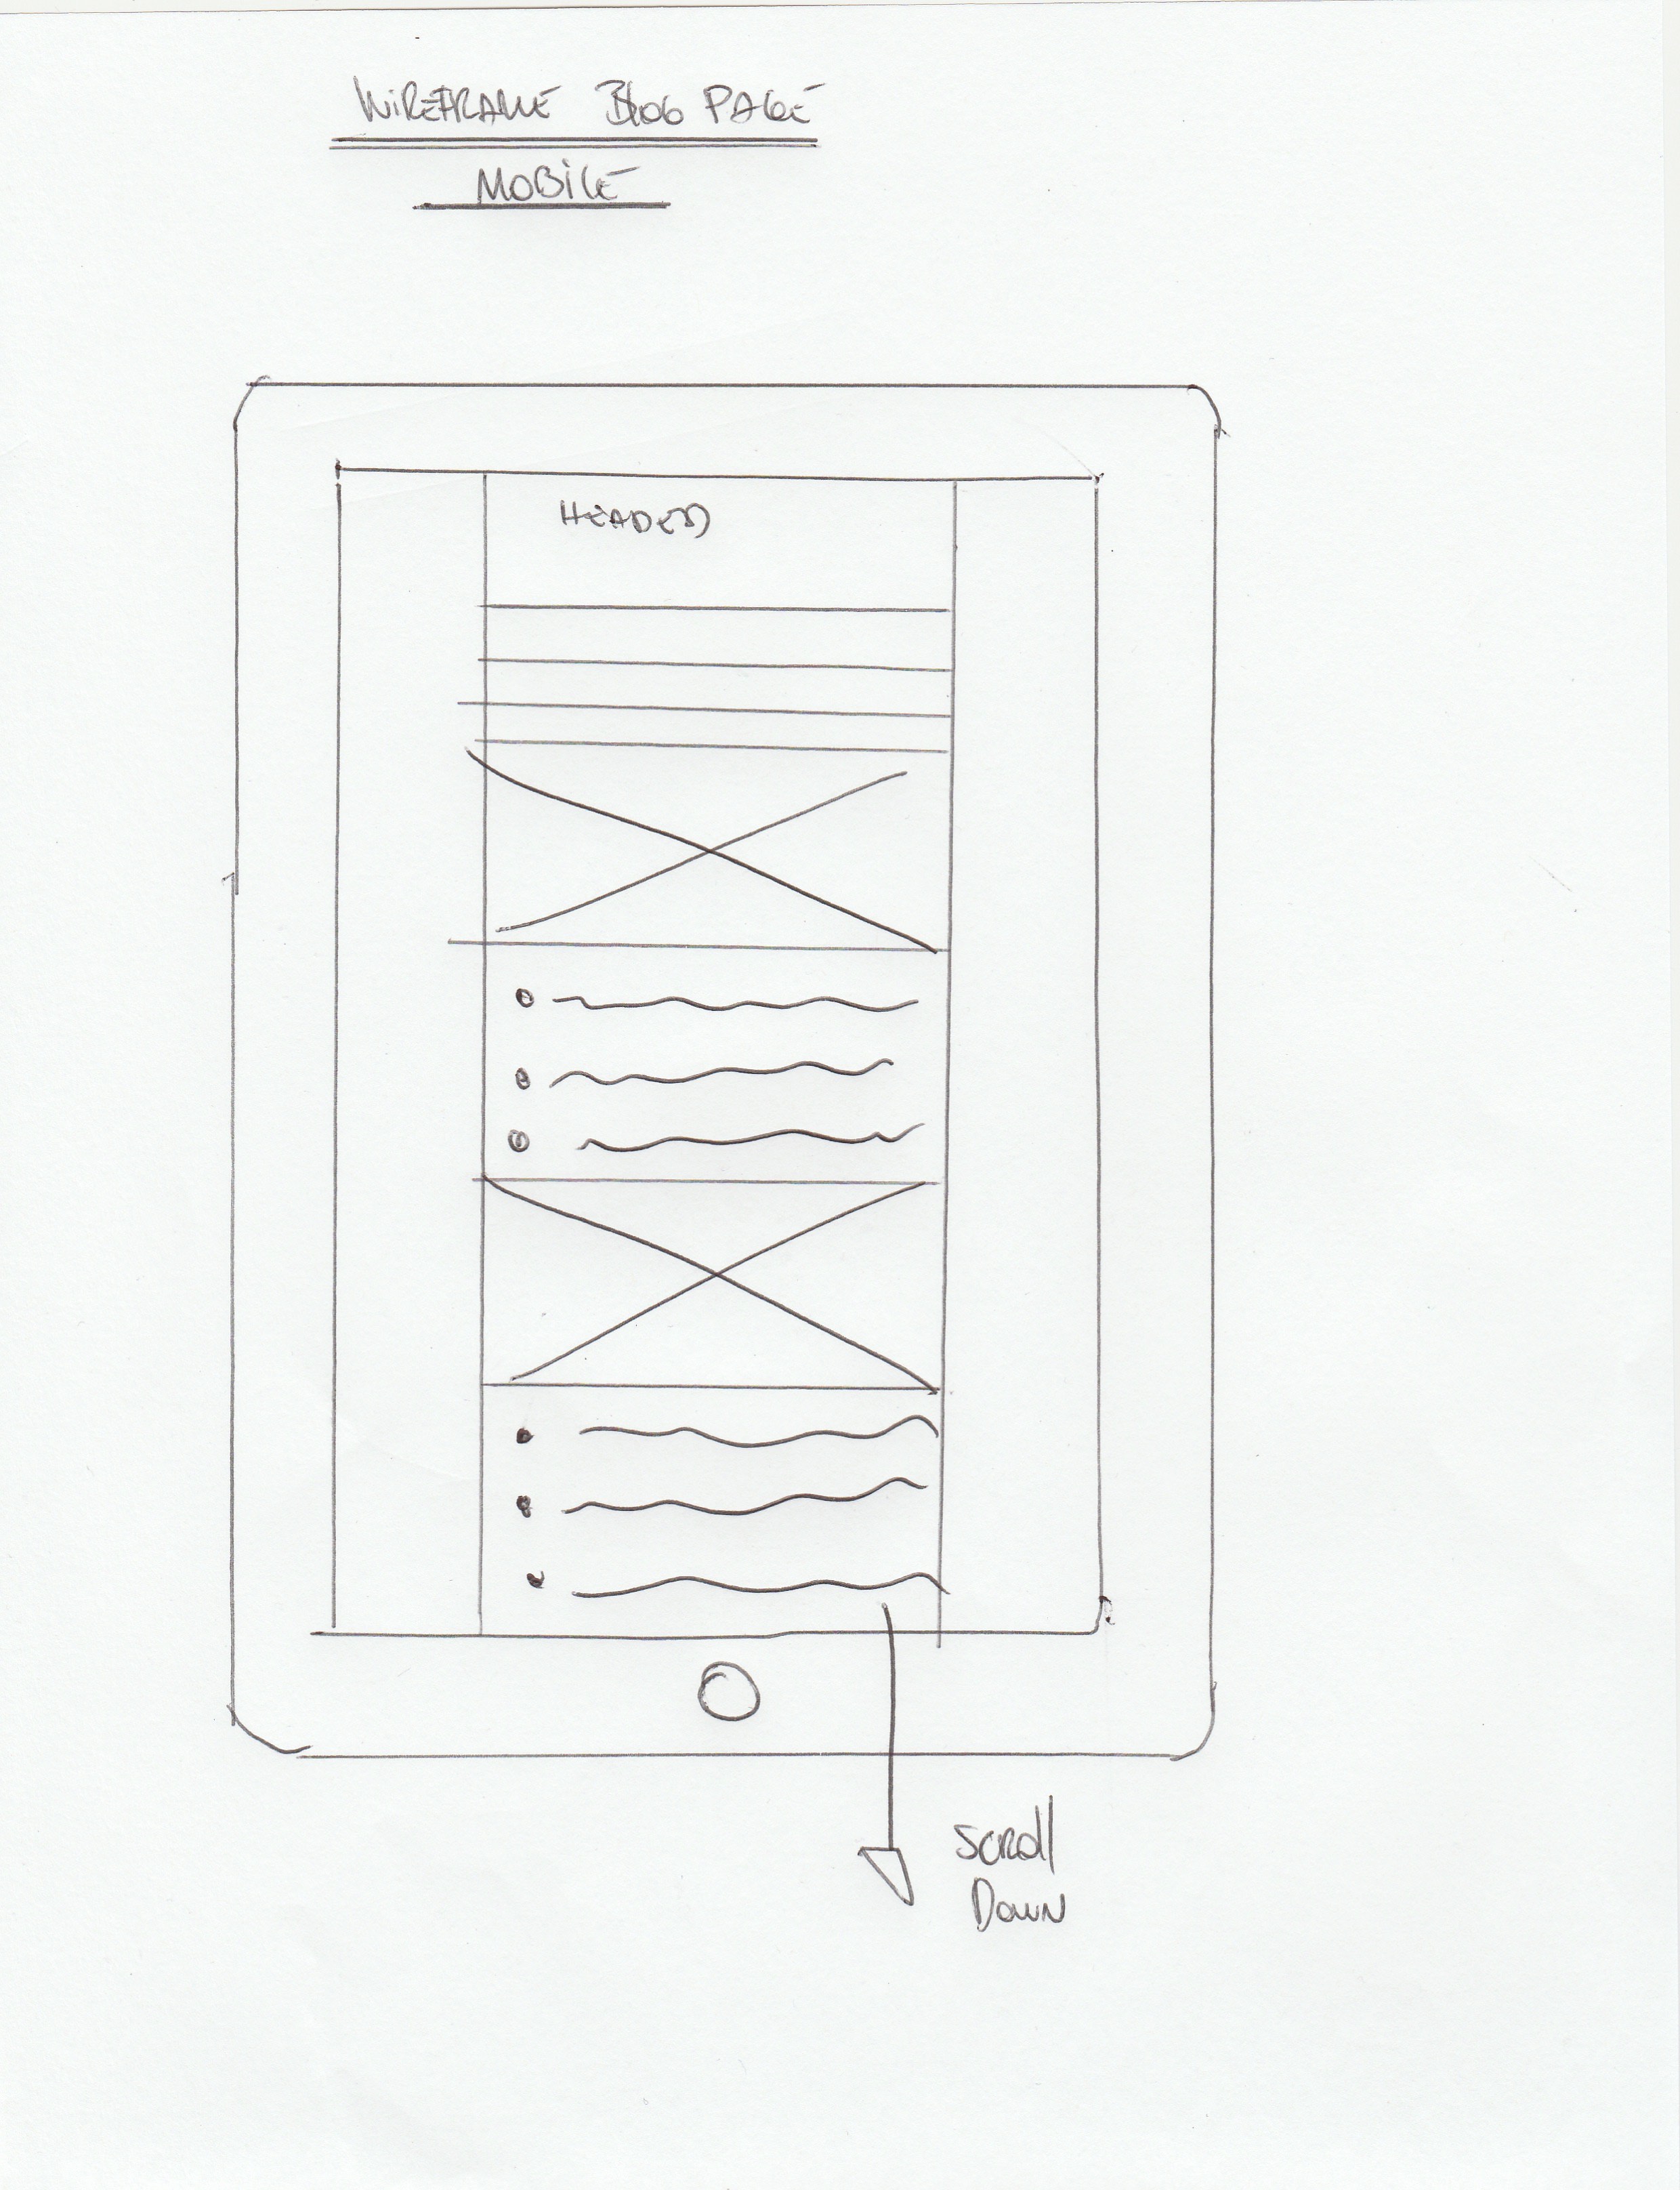 WIREFRAME BLOG PAGE
MOBILE
HEADER
SCROLL
DOWN